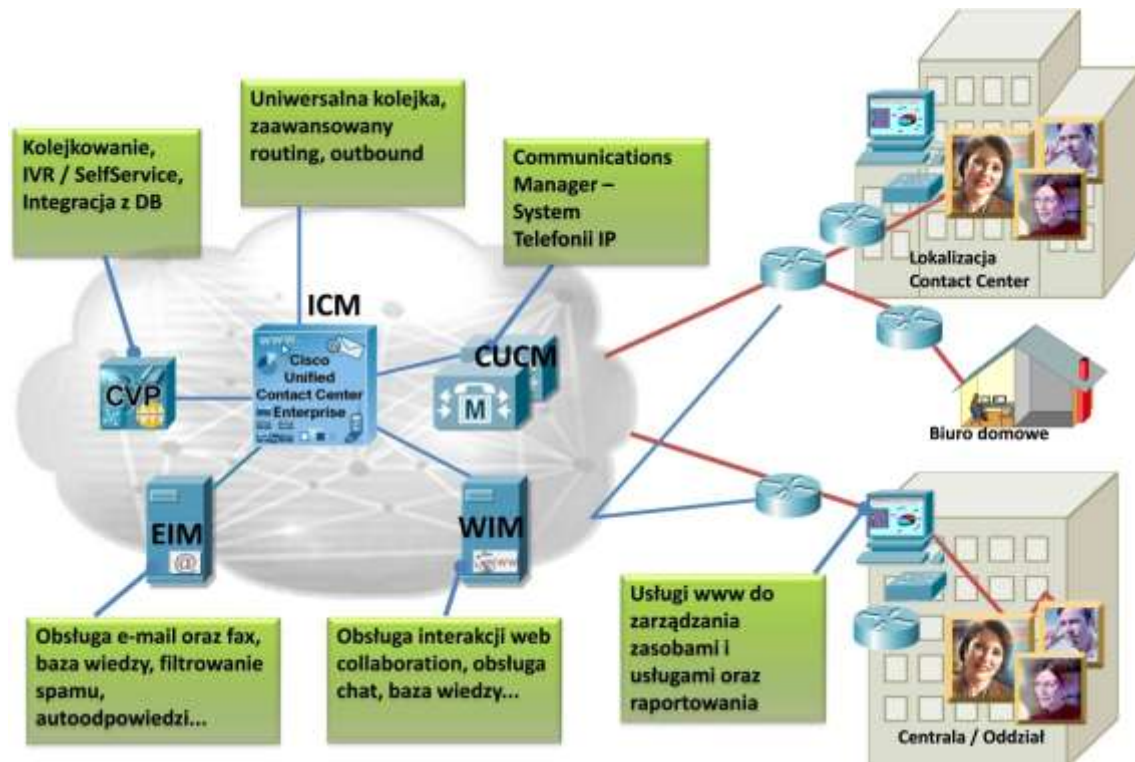 Uniwersalna kolejka,
zaawansowany
routing, outbound
Kolejkowanie,
IVR / SelfService,
Integracja z DB
Communications
Manager –
System
Telefonii IP
Lokalizacja
Contact Center
ICM
www
Cisco
Unified
Contact Center
Enterprise
CUCM
M
CVP
Biuro domowe
EIM
@
WIM
www
Usługi www do
zarządzania
zasobami i
usługami oraz
raportowania
Obsługa e-mail oraz fax,
baza wiedzy, filtrowanie
spamu,
autoodpowiedzi...
Obsługa interakcji web
collaboration, obsługa
chat, baza wiedzy...
Centrala / Oddział